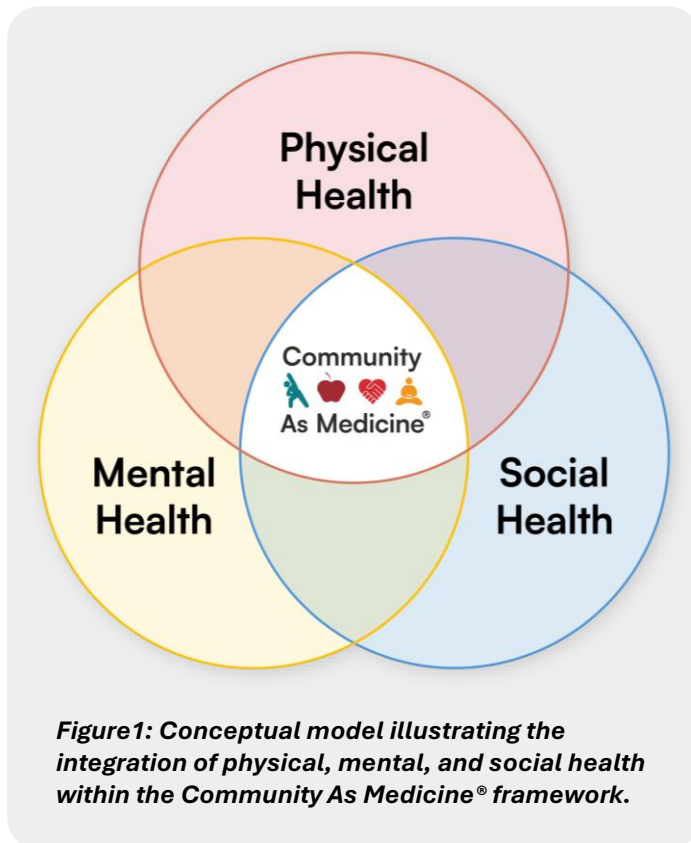 Physical
Health
Community
As Medicine®
Mental
Health
Social
Health
Figure1: Conceptual model illustrating the
integration of physical, mental, and social health
within the Community As Medicine® framework.